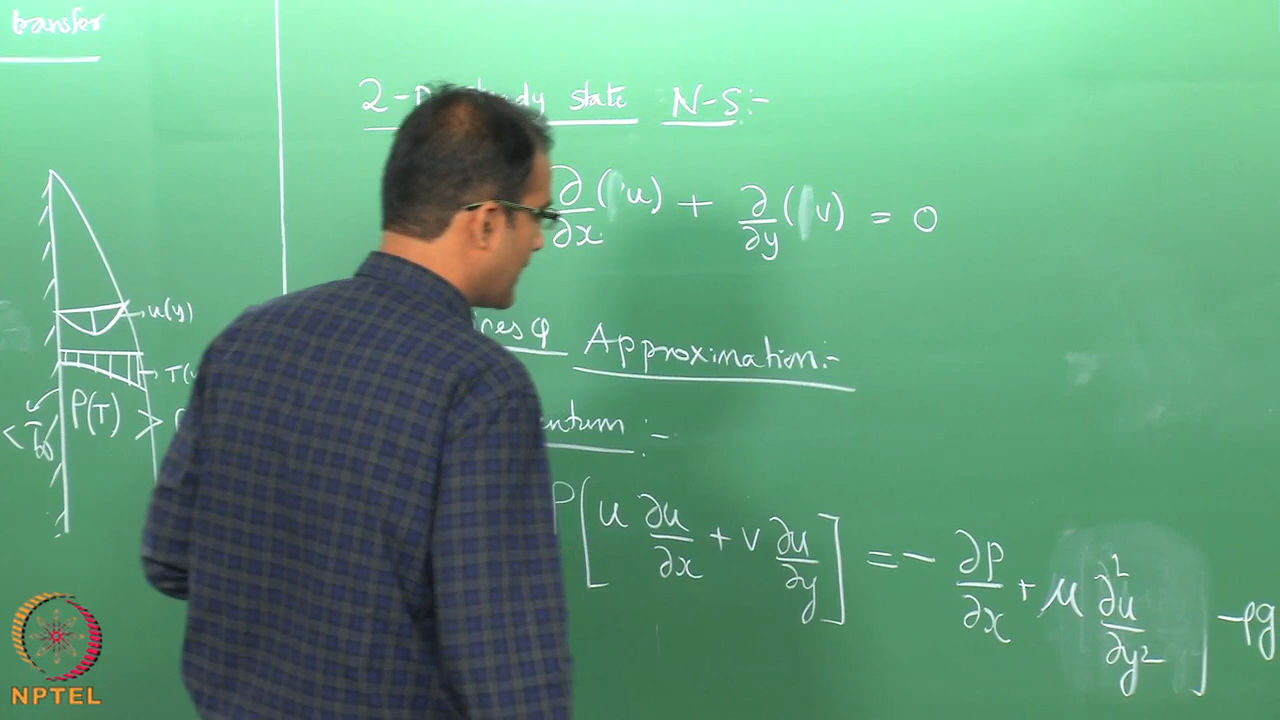 transfer
2-D steady state N-S:-
∂/∂x ( u) + ∂/∂y ( v) = 0
Approximation:-
u(y)
T(
ρ(T) >
< T∞
:-
ρ[u ∂u/∂x + v ∂u/∂y] = - ∂p/∂x + μ ∂²u/∂y² ] -ρg
NPTEL